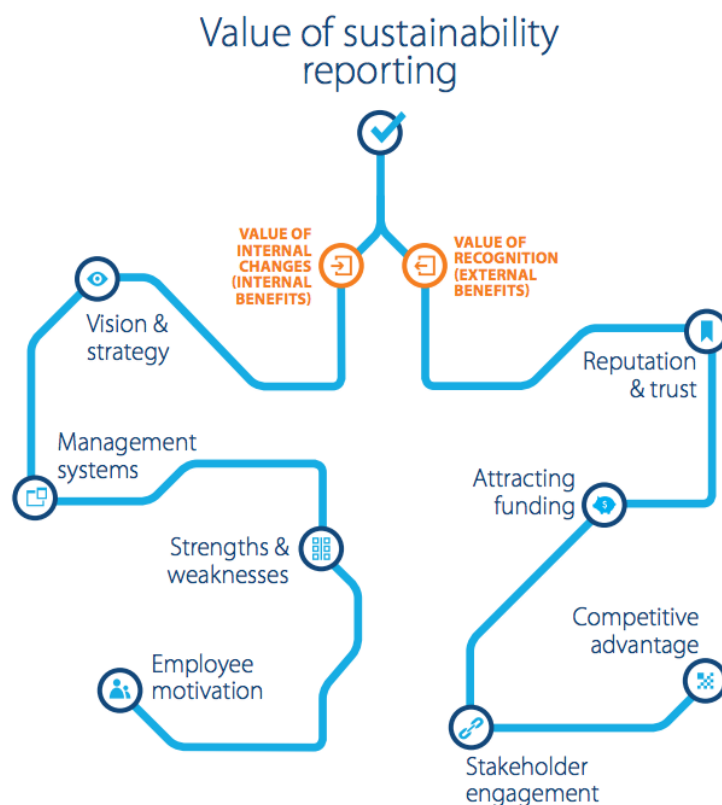 Value of sustainability
reporting
VALUE OF
INTERNAL
CHANGES
(INTERNAL
BENEFITS)
VALUE OF
RECOGNITION
(EXTERNAL
BENEFITS)
Vision &
strategy
Management
systems
Strengths &
weaknesses
Employee
motivation
Reputation
& trust
Attracting
funding
$
Stakeholder
engagement
Competitive
advantage